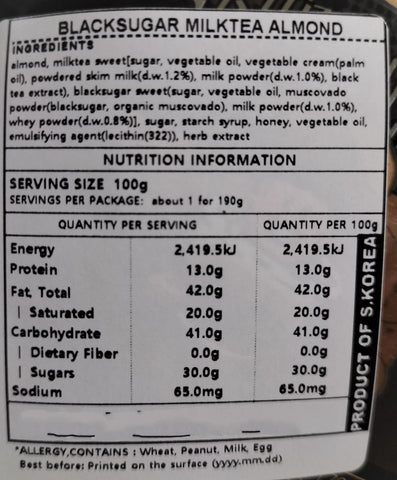 BLACKSUGAR MILKTEA ALMOND
INGREDIENTS
almond, milktea sweet[sugar, vegetable oil, vegetable cream(palm
oil), powdered skim milk(d.w.1.2%), milk powder(d.w.1.0%), black
tea extract), blacksugar sweet(sugar, vegetable oil, muscovado
powder(blacksugar, organic muscovado), milk powder(d.w.1.0%),
whey powder(d.w.0.8%)], sugar, starch syrup, honey, vegetable oil,
emulsifying agent(lecithin(322)), herb extract
NUTRITION INFORMATION
SERVING SIZE 100g
SERVINGS PER PACKAGE: about 1 for 190g
QUANTITY PER SERVING QUANTITY PER 100g
Energy 2,419.5kJ 2,419.5kJ
Protein 13.0g 13.0g
Fat, Total 42.0g 42.0g
| Saturated 20.0g 20.0g
Carbohydrate 41.0g 41.0g
| Dietary Fiber 0.0g 0.0g
| Sugars 30.0g 30.0g
Sodium 65.0mg 65.0mg
PRODUCT OF S.KOREA
*ALLERGY,CONTAINS : Wheat, Peanut, Milk, Egg
Best before: Printed on the surface (yyyy.mm.dd)